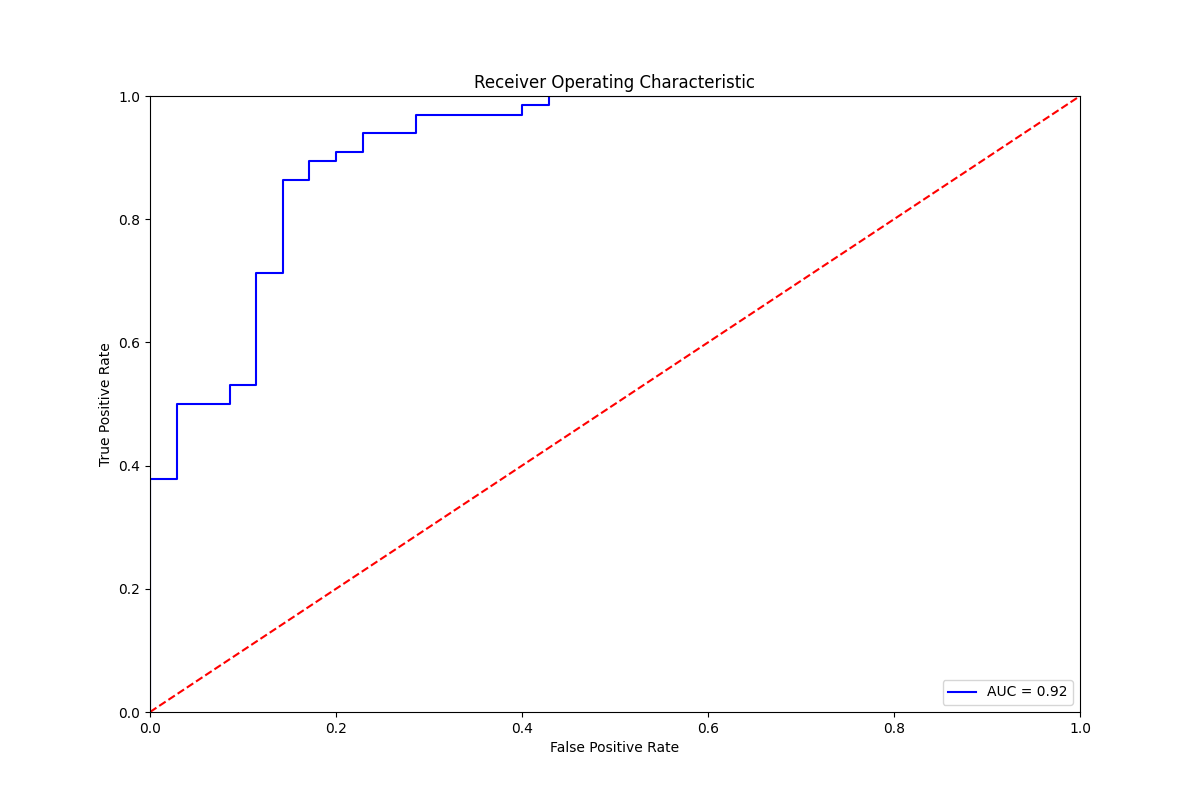 Receiver Operating Characteristic
1.0
0.8
0.6
0.4
0.2
0.0
True Positive Rate
AUC = 0.92
0.0 0.2 0.4 0.6 0.8 1.0
False Positive Rate